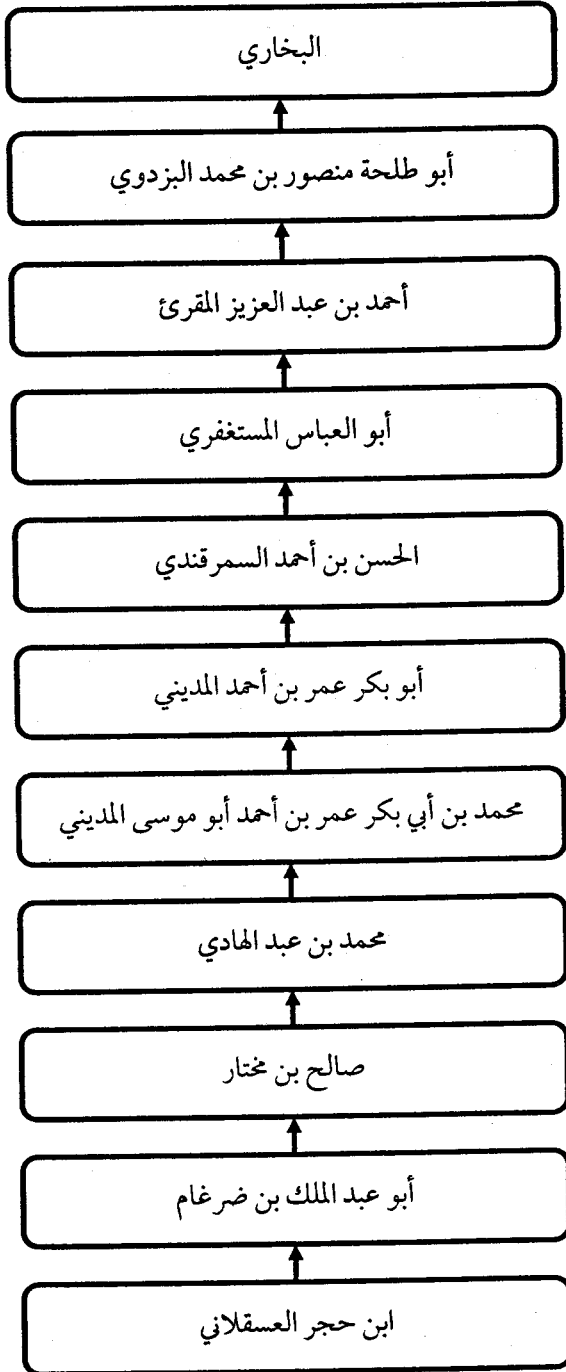 البخاري
أبو طلحة منصور بن محمد البزدوي
أحمد بن عبد العزيز المقرئ
أبو العباس المستغفري
الحسن بن أحمد السمرقندي
أبو بكر عمر بن أحمد المديني
محمد بن أبي بكر عمر بن أحمد أبو موسى المديني
محمد بن عبد الهادي
صالح بن مختار
أبو عبد الملك بن ضرغام
ابن حجر العسقلاني